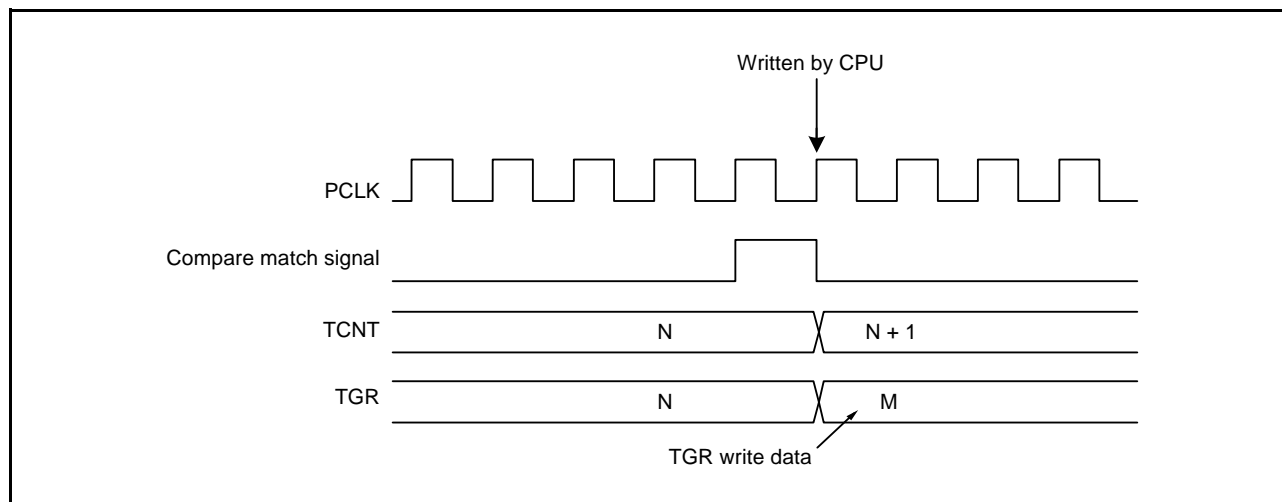 Written by CPU
PCLK
Compare match signal
TCNT N N + 1
TGR N M
TGR write data